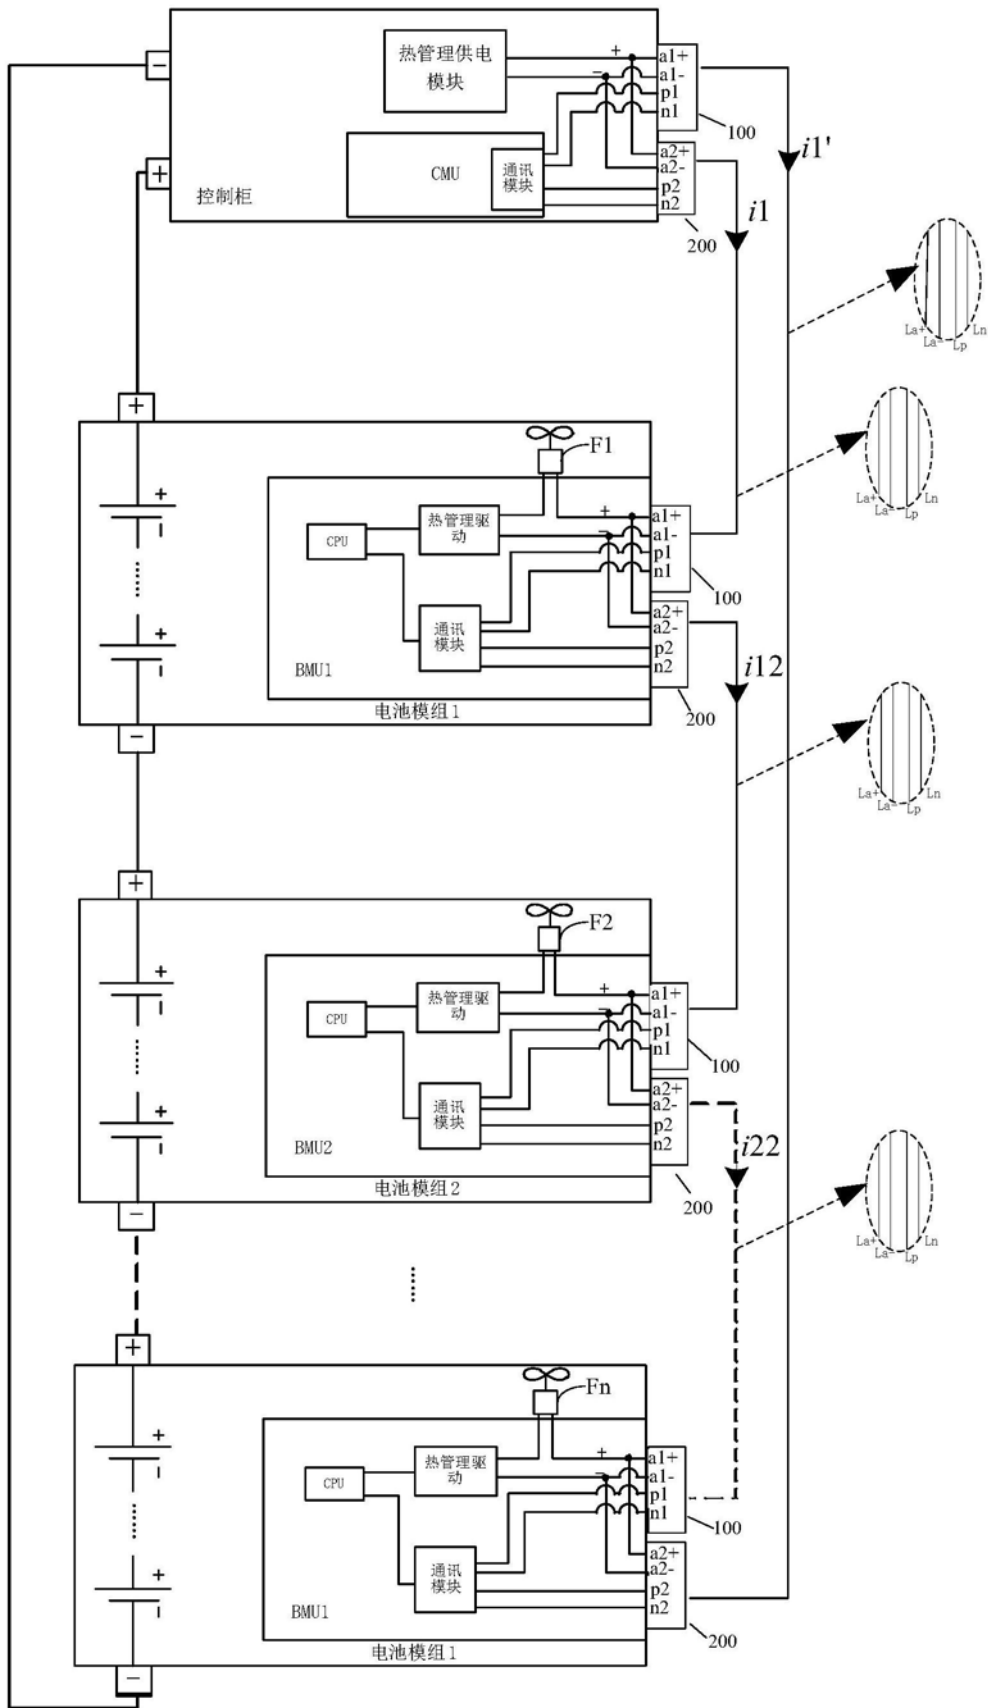 热管理供电
模块
+
a1+
−
a1-
p1
n1
100
−
i1'
CMU
通讯
模块
a2+
a2-
p2
n2
+
控制柜
200
i1
La+
La-
Lp
Ln
+
F1
+
−
热管理驱
动
+
a1+
−
a1-
CPU
p1
n1
100
La+
La-
Lp
Ln
通讯
模块
a2+
a2-
p2
n2
+
−
BMU1
i12
200
电池模组1
−
La+
La-
Lp
Ln
+
F2
+
−
热管理驱
动
+
a1+
−
a1-
CPU
p1
n1
100
通讯
模块
a2+
a2-
p2
n2
+
−
BMU2
i22
200
电池模组2
−
La+
La-
Lp
Ln
+
Fn
+
−
热管理驱
动
+
a1+
−
a1-
CPU
p1
n1
100
通讯
模块
a2+
a2-
p2
n2
+
−
BMU1
200
电池模组1
−